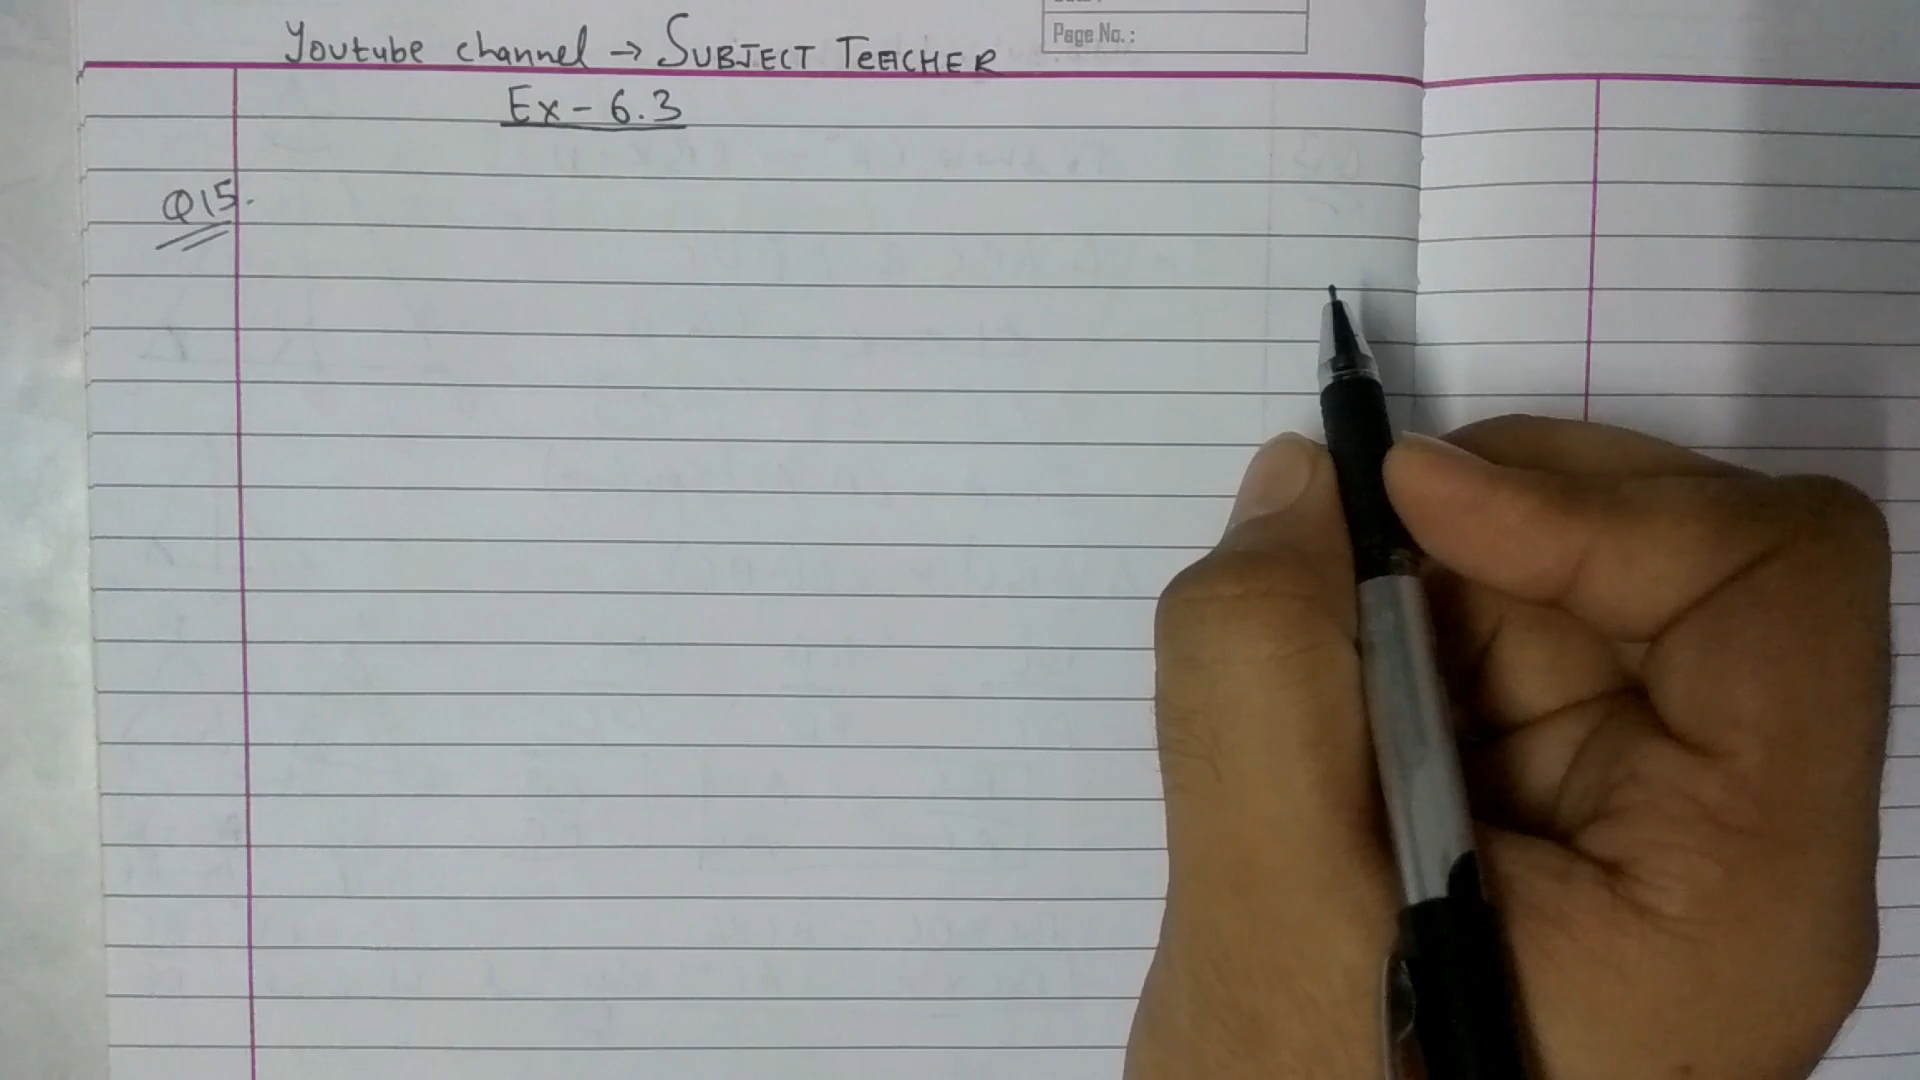 Page No. :
Youtube channel → SUBJECT TEACHER
Ex - 6.3
Q15.